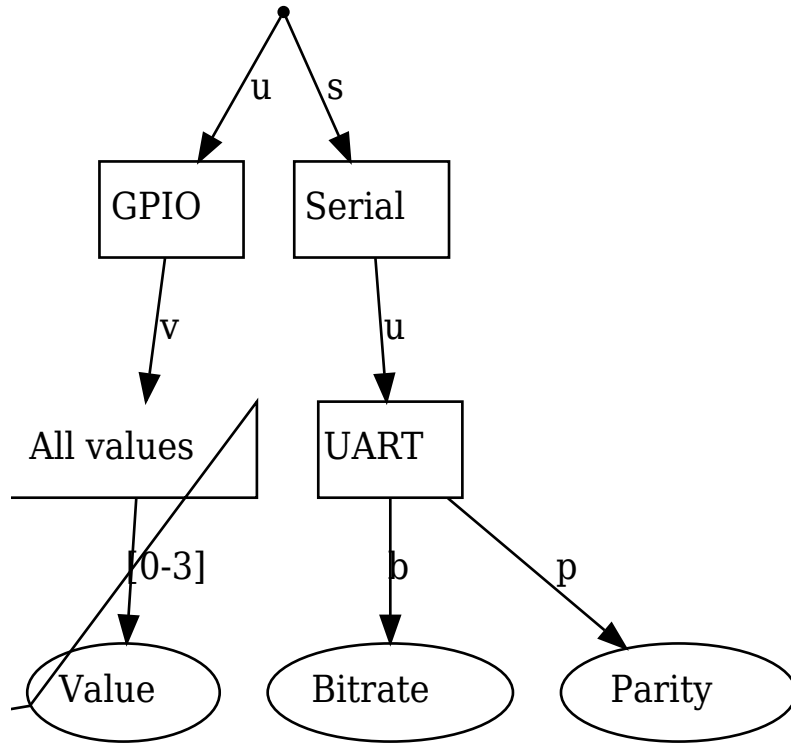 u
s
GPIO
Serial
v
u
All values
UART
[0-3]
b
p
Value
Bitrate
Parity